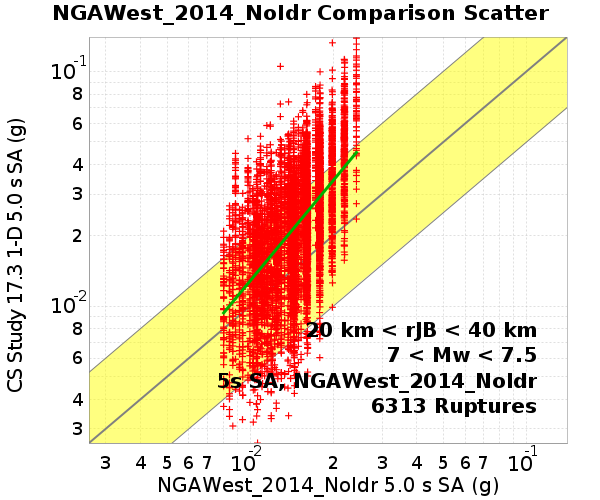 NGAWest_2014_NoIdr Comparison Scatter
CS Study 17.3 1-D 5.0 s SA (g)
10-1
8
6
4
3
2
10-2
8
6
4
3
20 km < rJB < 40 km
7 < Mw < 7.5
5s SA, NGAWest_2014_NoIdr
6313 Ruptures
3 4 5 6 7 10-2 2 3 4 5 6 7 10-1
NGAWest_2014_NoIdr 5.0 s SA (g)